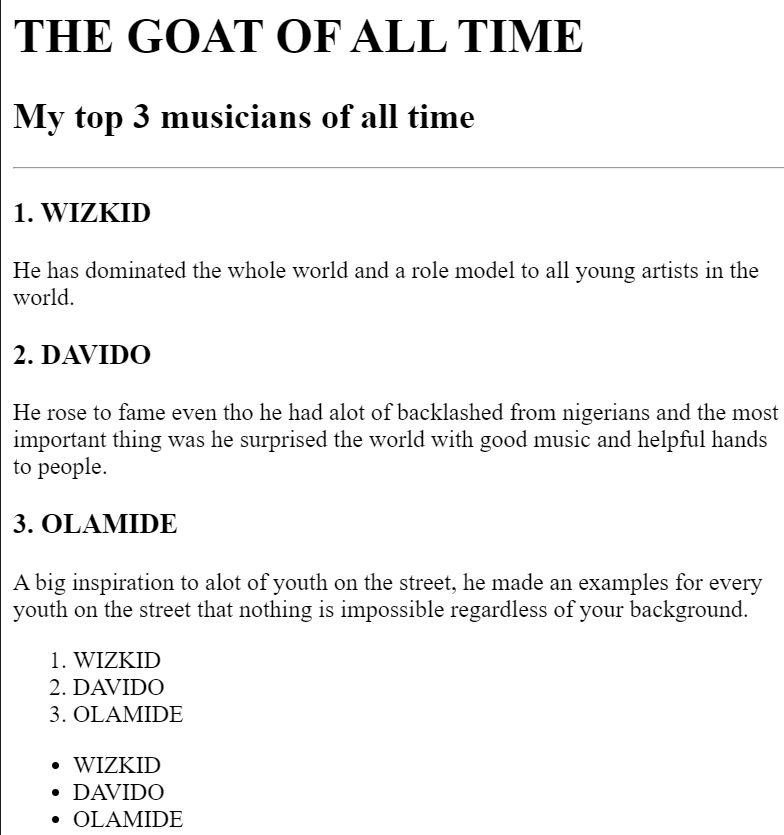 THE GOAT OF ALL TIME
My top 3 musicians of all time
1. WIZKID
He has dominated the whole world and a role model to all young artists in the
world.
2. DAVIDO
He rose to fame even tho he had alot of backlashed from nigerians and the most
important thing was he surprised the world with good music and helpful hands
to people.
3. OLAMIDE
A big inspiration to alot of youth on the street, he made an examples for every
youth on the street that nothing is impossible regardless of your background.
1. WIZKID
2. DAVIDO
3. OLAMIDE
• WIZKID
• DAVIDO
• OLAMIDE